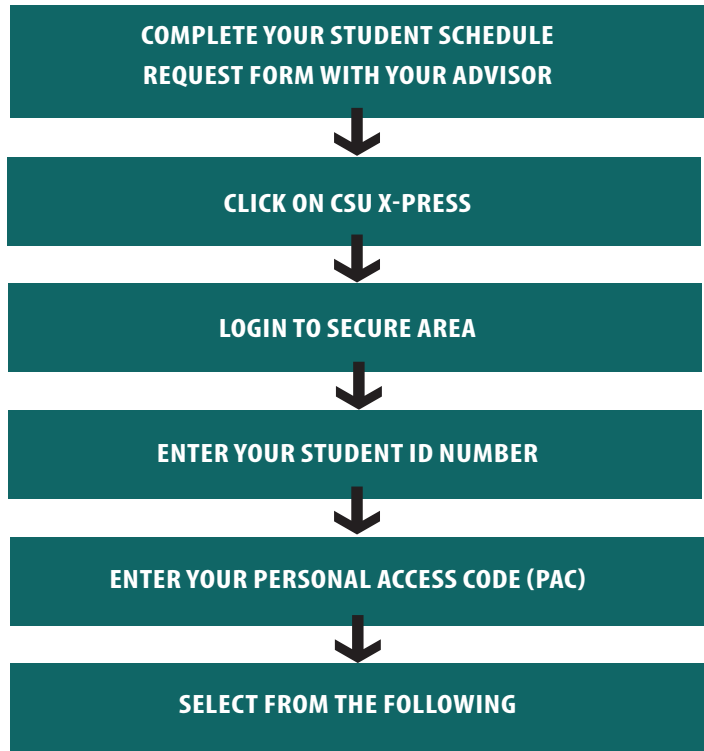 COMPLETE YOUR STUDENT SCHEDULE
REQUEST FORM WITH YOUR ADVISOR
CLICK ON CSU X-PRESS
LOGIN TO SECURE AREA
ENTER YOUR STUDENT ID NUMBER
ENTER YOUR PERSONAL ACCESS CODE (PAC)
SELECT FROM THE FOLLOWING